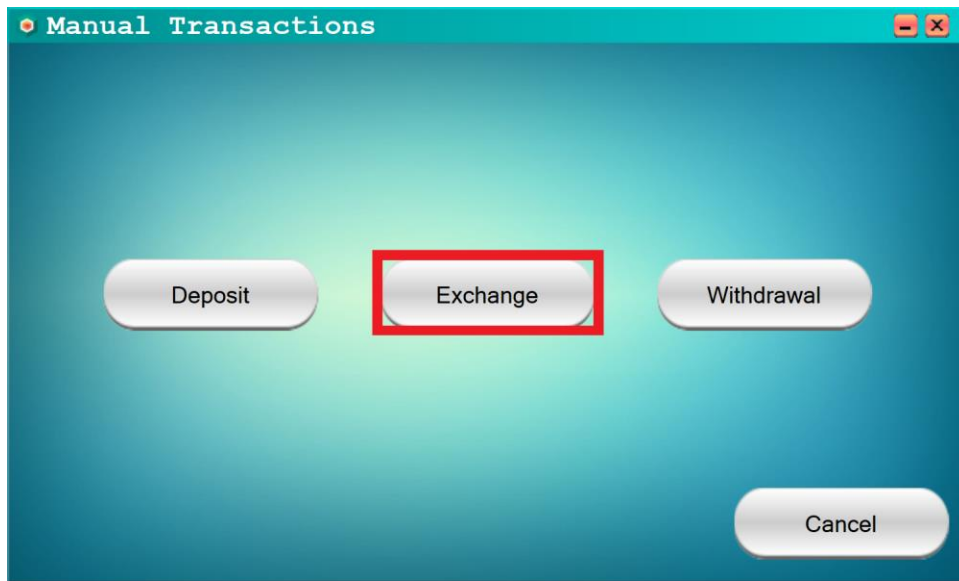 Manual Transactions
Deposit
Exchange
Withdrawal
Cancel